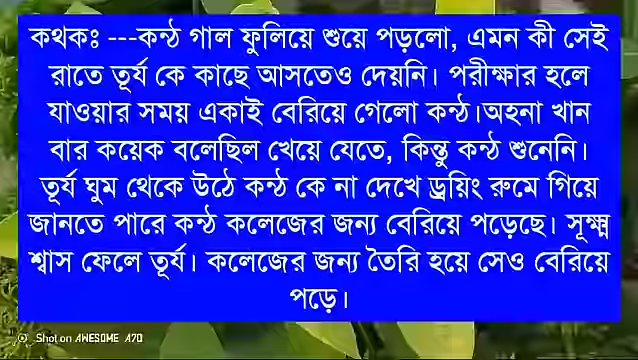 কথকঃ ---কন্ঠ গাল ফুলিয়ে শুয়ে পড়লো, এমন কী সেই
রাতে তূর্য কে কাছে আসতেও দেয়নি। পরীক্ষার হলে
যাওয়ার সময় একাই বেরিয়ে গেলো কন্ঠ।অহনা খান
বার কয়েক বলেছিল খেয়ে যেতে, কিন্তু কন্ঠ শুনেনি।
তূর্য ঘুম থেকে উঠে কন্ঠ কে না দেখে ড্রয়িং রুমে গিয়ে
জানতে পারে কন্ঠ কলেজের জন্য বেরিয়ে পড়েছে। সূক্ষ্ম
শ্বাস ফেলে তূর্য। কলেজের জন্য তৈরি হয়ে সেও বেরিয়ে
পড়ে।
Shot on AWESOME A70